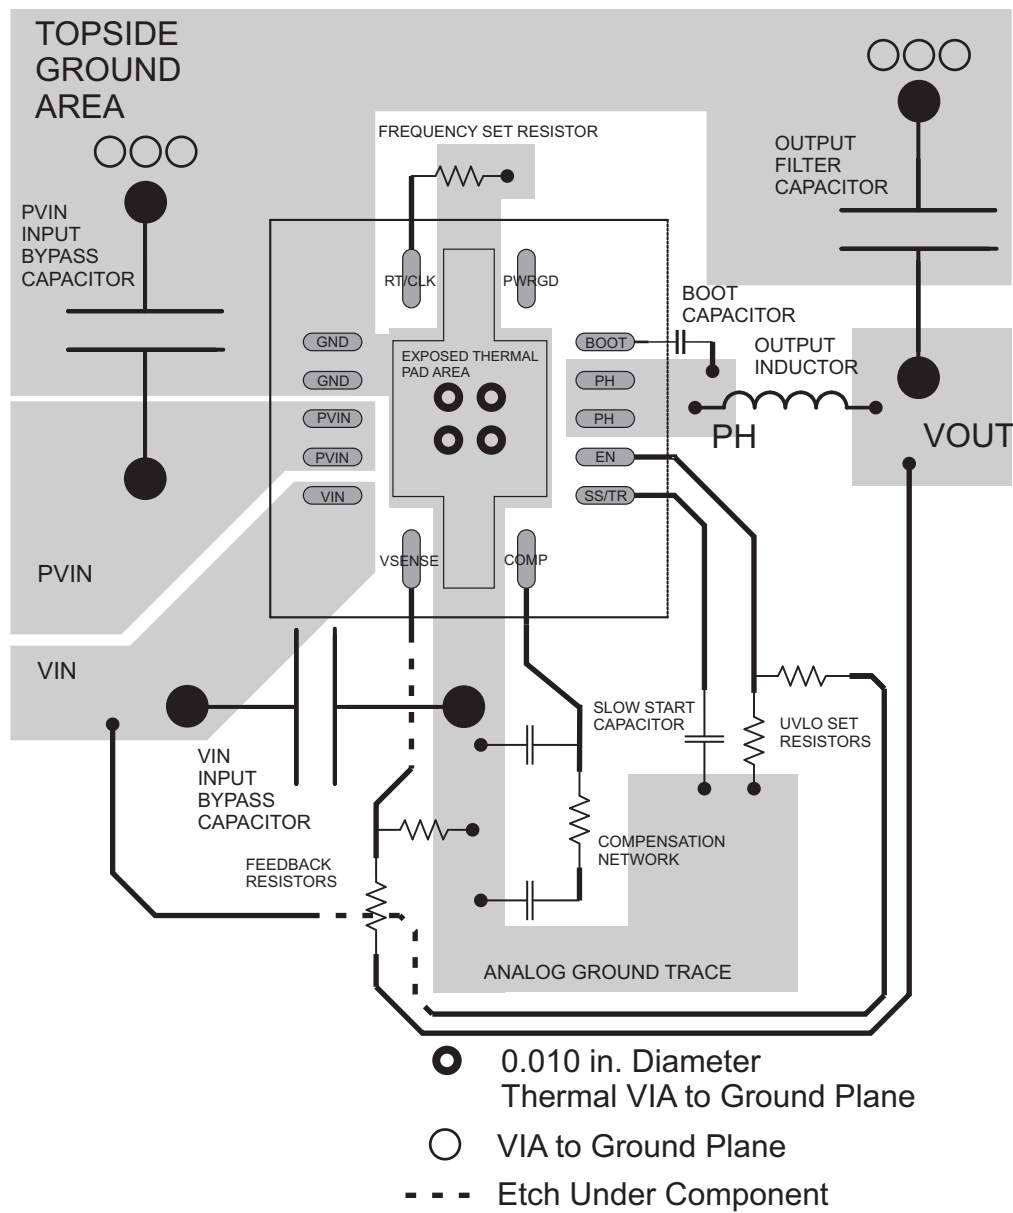 TOPSIDE
GROUND
AREA
FREQUENCY SET RESISTOR
OUTPUT
FILTER
CAPACITOR
PVIN
INPUT
BYPASS
CAPACITOR
RT/CLK
PWRGD
BOOT
CAPACITOR
GND
BOOT
OUTPUT
INDUCTOR
EXPOSED THERMAL
PAD AREA
GND
PH
PVIN
PH
PH
VOUT
PVIN
EN
VIN
SS/TR
VSENSE
COMP
PVIN
VIN
SLOW START
CAPACITOR
UVLO SET
RESISTORS
VIN
INPUT
BYPASS
CAPACITOR
COMPENSATION
NETWORK
FEEDBACK
RESISTORS
ANALOG GROUND TRACE
0.010 in. Diameter
Thermal VIA to Ground Plane
VIA to Ground Plane
Etch Under Component